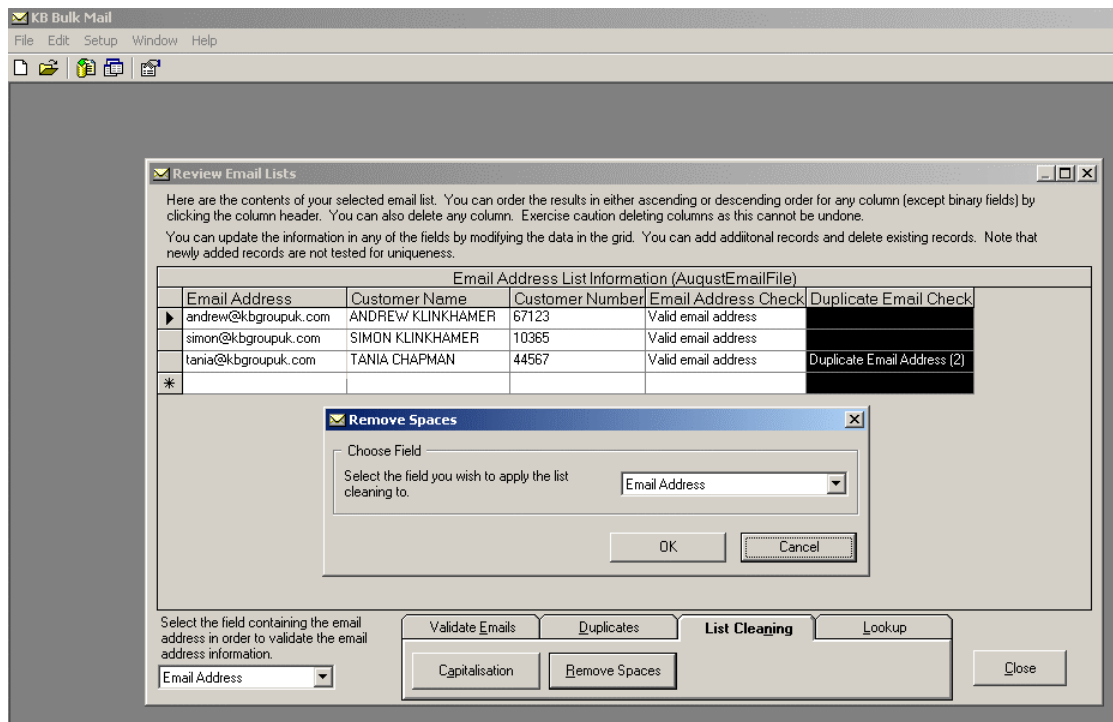 KB Bulk Mail
File Edit Setup Window Help
Review Email Lists
Here are the contents of your selected email list. You can order the results in either ascending or descending order for any column (except binary fields) by
clicking the column header. You can also delete any column. Exercise caution deleting columns as this cannot be undone.
You can update the information in any of the fields by modifying the data in the grid. You can add addiitonal records and delete existing records. Note that
newly added records are not tested for uniqueness.
Email Address List Information (AugustEmailFile)
Email Address Customer Name Customer Number Email Address Check Duplicate Email Check
andrew@kbgroupuk.com ANDREW KLINKHAMER 67123 Valid email address
simon@kbgroupuk.com SIMON KLINKHAMER 10365 Valid email address
tania@kbgroupuk.com TANIA CHAPMAN 44567 Valid email address Duplicate Email Address (2)
Remove Spaces
Choose Field
Select the field you wish to apply the list
cleaning to.
Email Address
OK Cancel
Select the field containing the email
address in order to validate the email
address information.
Email Address
Validate Emails Duplicates List Cleaning Lookup
Capitalisation Remove Spaces
Close